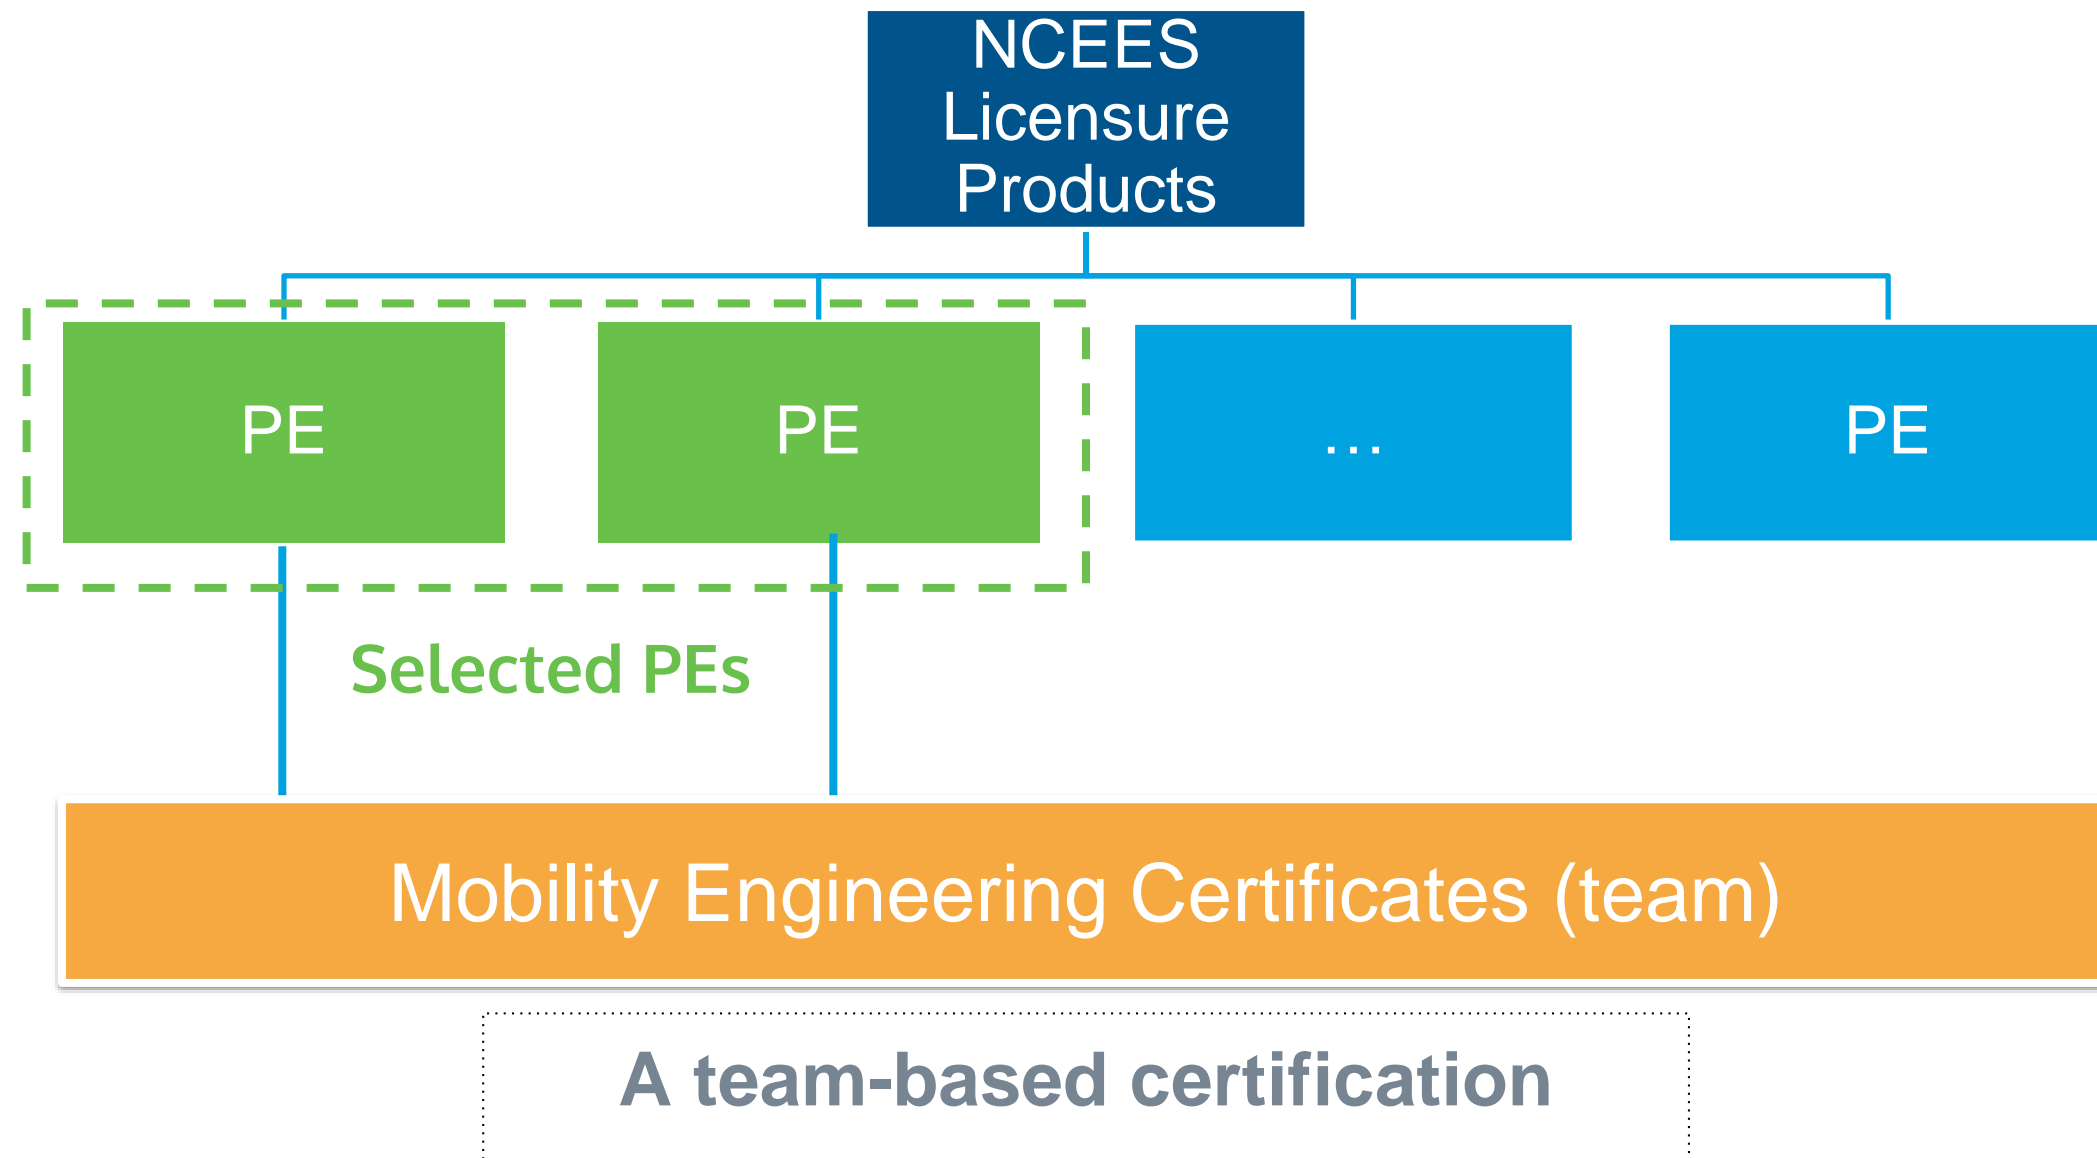 NCEES
Licensure
Products
PE
PE
...
PE
Selected PEs
Mobility Engineering Certificates (team)
A team-based certification